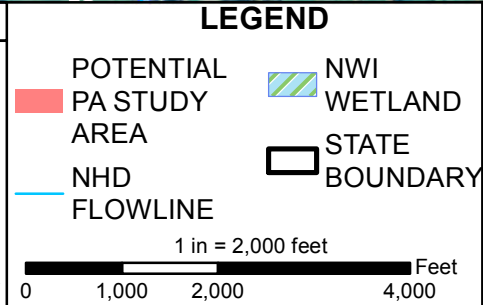 LEGEND
POTENTIAL
PA STUDY
AREA
NHD
FLOWLINE
NWI
WETLAND
STATE
BOUNDARY
1 in = 2,000 feet
Feet
0 1,000 2,000 4,000